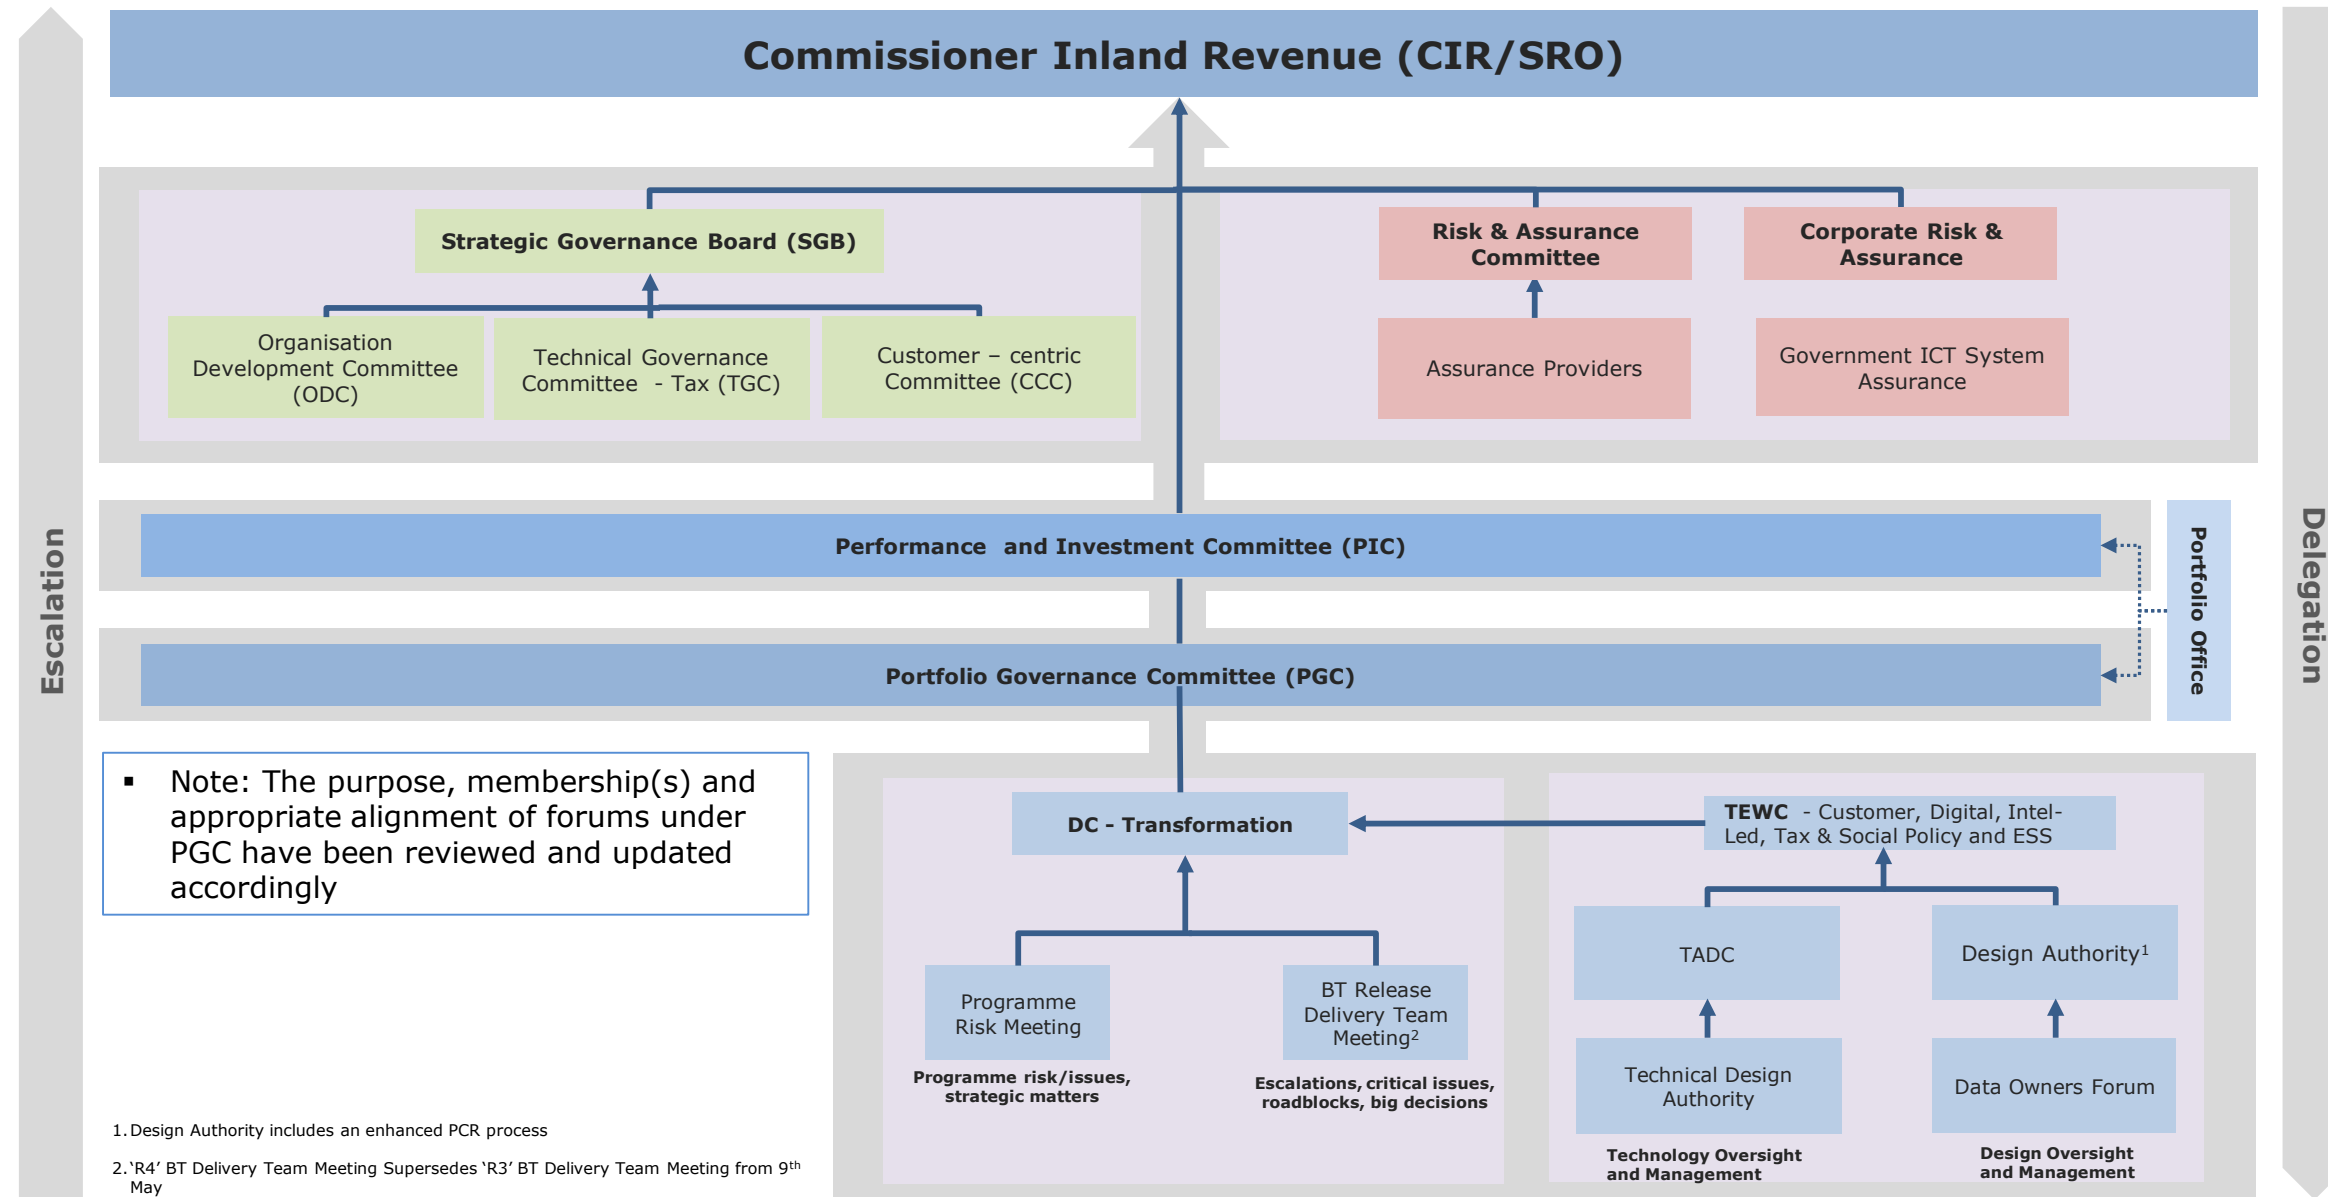 Commissioner Inland Revenue (CIR/SRO)
Escalation
Delegation
Strategic Governance Board (SGB)
Organisation
Development Committee
(ODC)
Technical Governance
Committee - Tax (TGC)
Customer – centric
Committee (CCC)
Risk & Assurance
Committee
Corporate Risk &
Assurance
Assurance Providers
Government ICT System
Assurance
Performance and Investment Committee (PIC)
Portfolio Governance Committee (PGC)
Portfolio Office
▪ Note: The purpose, membership(s) and
appropriate alignment of forums under
PGC have been reviewed and updated
accordingly
DC - Transformation
TEWC - Customer, Digital, Intel-
Led, Tax & Social Policy and ESS
Programme
Risk Meeting
Programme risk/issues,
strategic matters
BT Release
Delivery Team
Meeting²
Escalations, critical issues,
roadblocks, big decisions
TADC
Design Authority¹
Technical Design
Authority
Data Owners Forum
Technology Oversight
and Management
Design Oversight
and Management
1. Design Authority includes an enhanced PCR process
2. ‘R4’ BT Delivery Team Meeting Supersedes ‘R3’ BT Delivery Team Meeting from 9th
May